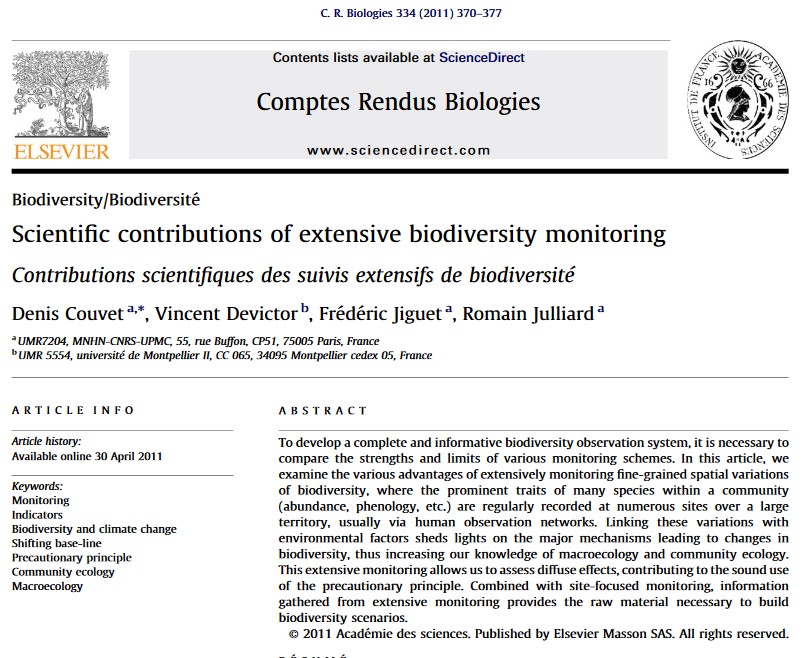 C. R. Biologies 334 (2011) 370–377
Contents lists available at ScienceDirect
Comptes Rendus Biologies
www.sciencedirect.com
ELSEVIER
INSTITUT DE FRANCE ACADÉMIE DES SCIENCES
16 66
Biodiversity/Biodiversité
Scientific contributions of extensive biodiversity monitoring
Contributions scientifiques des suivis extensifs de biodiversité
Denis Couvet a,*, Vincent Devictor b, Frédéric Jiguet a, Romain Julliard a
a UMR7204, MNHN-CNRS-UPMC, 55, rue Buffon, CP51, 75005 Paris, France
b UMR 5554, université de Montpellier II, CC 065, 34095 Montpellier cedex 05, France
ARTICLE INFO
Article history:
Available online 30 April 2011
Keywords:
Monitoring
Indicators
Biodiversity and climate change
Shifting base-line
Precautionary principle
Community ecology
Macroecology
ABSTRACT
To develop a complete and informative biodiversity observation system, it is necessary to
compare the strengths and limits of various monitoring schemes. In this article, we
examine the various advantages of extensively monitoring fine-grained spatial variations
of biodiversity, where the prominent traits of many species within a community
(abundance, phenology, etc.) are regularly recorded at numerous sites over a large
territory, usually via human observation networks. Linking these variations with
environmental factors sheds lights on the major mechanisms leading to changes in
biodiversity, thus increasing our knowledge of macroecology and community ecology.
This extensive monitoring allows us to assess diffuse effects, contributing to the sound use
of the precautionary principle. Combined with site-focused monitoring, information
gathered from extensive monitoring provides the raw material necessary to build
biodiversity scenarios.
© 2011 Académie des sciences. Published by Elsevier Masson SAS. All rights reserved.